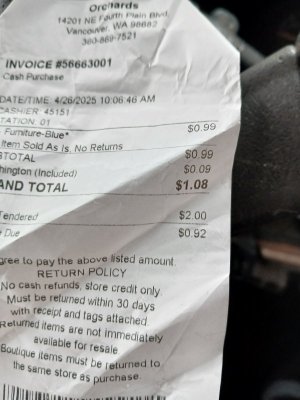 Orchards
14201 NE Fourth Plain Blvd.
Vancouver, WA 98682
360-869-7521
INVOICE #56663001
Cash Purchase
DATE/TIME: 4/26/2025 10:06:46 AM
CASHIER: 45151
TATION: 01
Furniture-Blue* $0.99
Item Sold As Is, No Returns
BTOTAL $0.99
hington (Included) $0.09
AND TOTAL $1.08
Tendered $2.00
Due $0.92
gree to pay the above listed amount.
RETURN POLICY
No cash refunds, store credit only.
Must be returned within 30 days
with receipt and tags attached.
Returned items are not immediately
available for resale.
Boutique items must be returned to
the same store as purchase.